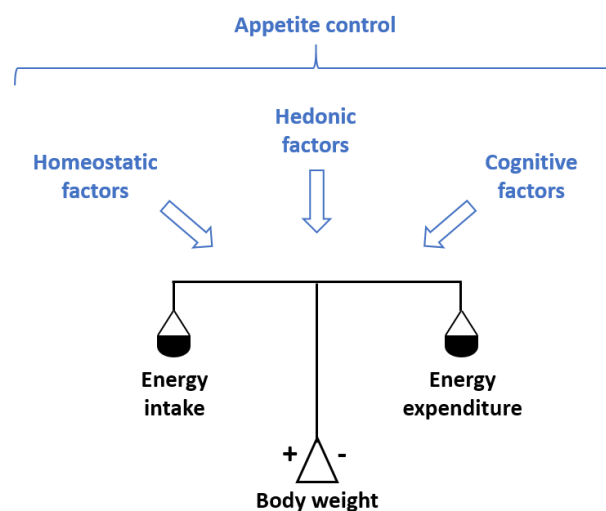 Appetite control
Hedonic
factors
Homeostatic
factors
Cognitive
factors
Energy
intake
Energy
expenditure
+ -
Body weight